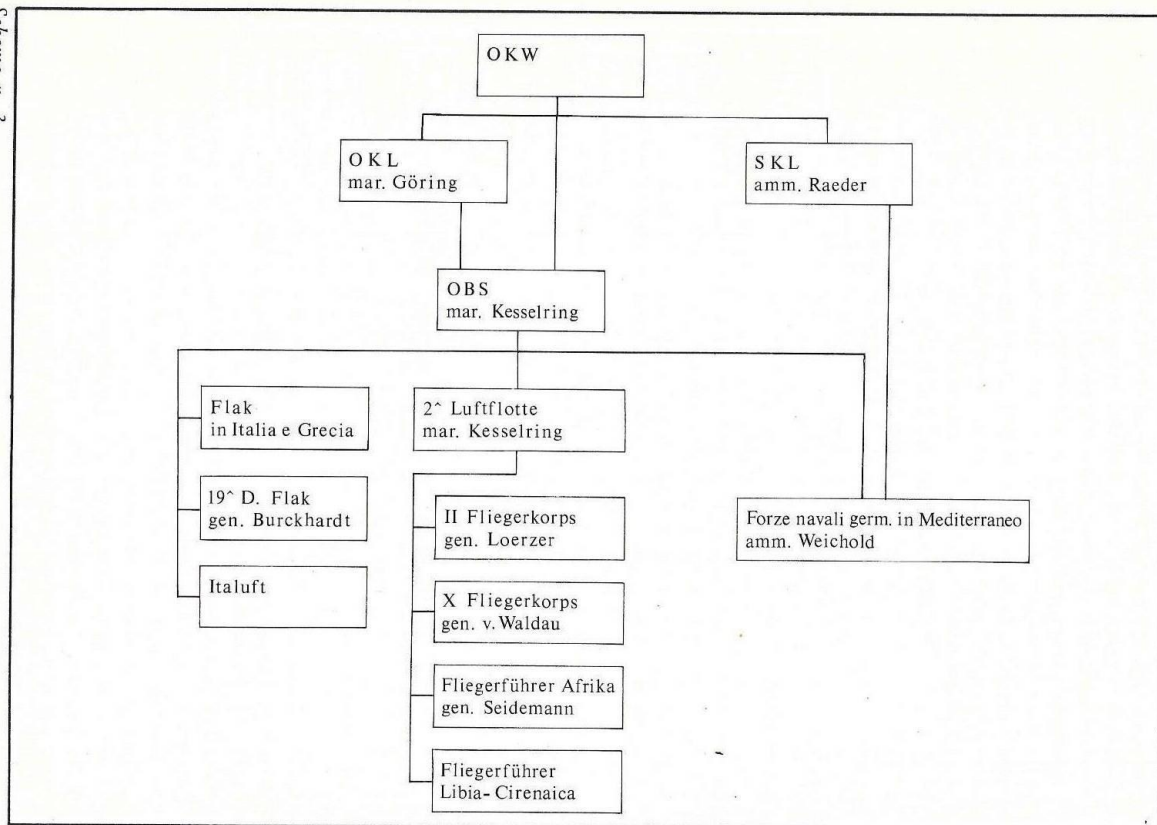 OKW
OKL
mar. Göring
SKL
amm. Raeder
OBS
mar. Kesselring
Flak
in Italia e Grecia
2^ Luftflotte
mar. Kesselring
19^ D. Flak
gen. Burckhardt
II Fliegerkorps
gen. Loerzer
Forze navali germ. in Mediterraneo
amm. Weichold
Italuft
X Fliegerkorps
gen. v. Waldau
Fliegerführer Afrika
gen. Seidemann
Fliegerführer
Libia-Cirenaica